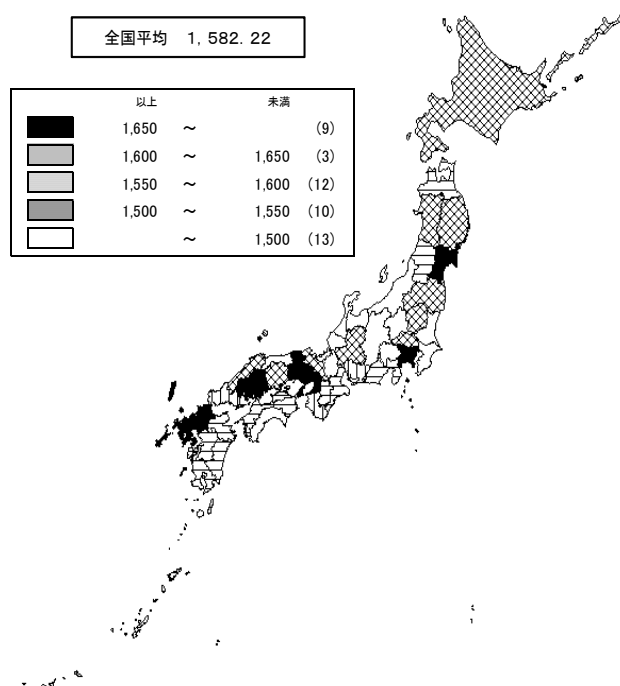 全国平均 1,582.22
以上 未満
1,650 ～ (9)
1,600 ～ 1,650 (3)
1,550 ～ 1,600 (12)
1,500 ～ 1,550 (10)
～ 1,500 (13)